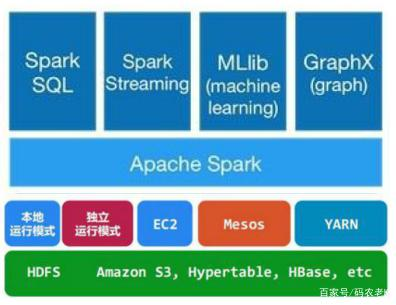 Spark
SQL
Spark
Streaming
MLlib
(machine
learning)
GraphX
(graph)
Apache Spark
本地
运行模式
独立
运行模式
EC2
Mesos
YARN
HDFS Amazon S3, Hypertable, HBase, etc
百家号/码农老